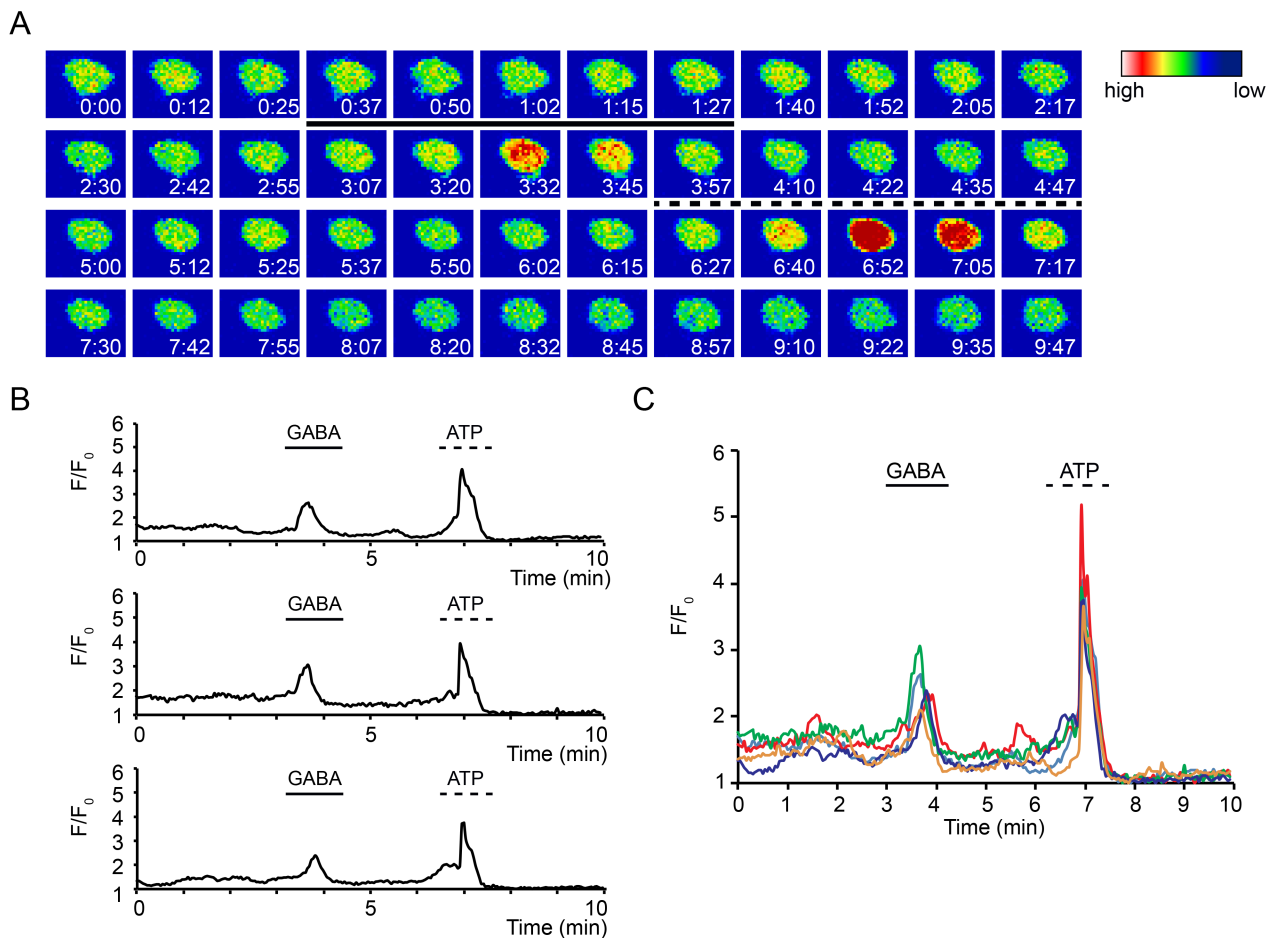 A
0:00 0:12 0:25 0:37 0:50 1:02 1:15 1:27 1:40 1:52 2:05 2:17
high low
2:30 2:42 2:55 3:07 3:20 3:32 3:45 3:57 4:10 4:22 4:35 4:47
5:00 5:12 5:25 5:37 5:50 6:02 6:15 6:27 6:40 6:52 7:05 7:17
7:30 7:42 7:55 8:07 8:20 8:32 8:45 8:57 9:10 9:22 9:35 9:47
B
6
5
4
3
2
1
F/F0
GABA ATP
0 5 10
Time (min)
6
5
4
3
2
1
F/F0
GABA ATP
0 5 10
Time (min)
6
5
4
3
2
1
F/F0
GABA ATP
0 5 10
Time (min)
C
6
5
4
3
2
1
F/F0
GABA ATP
0 1 2 3 4 5 6 7 8 9 10
Time (min)